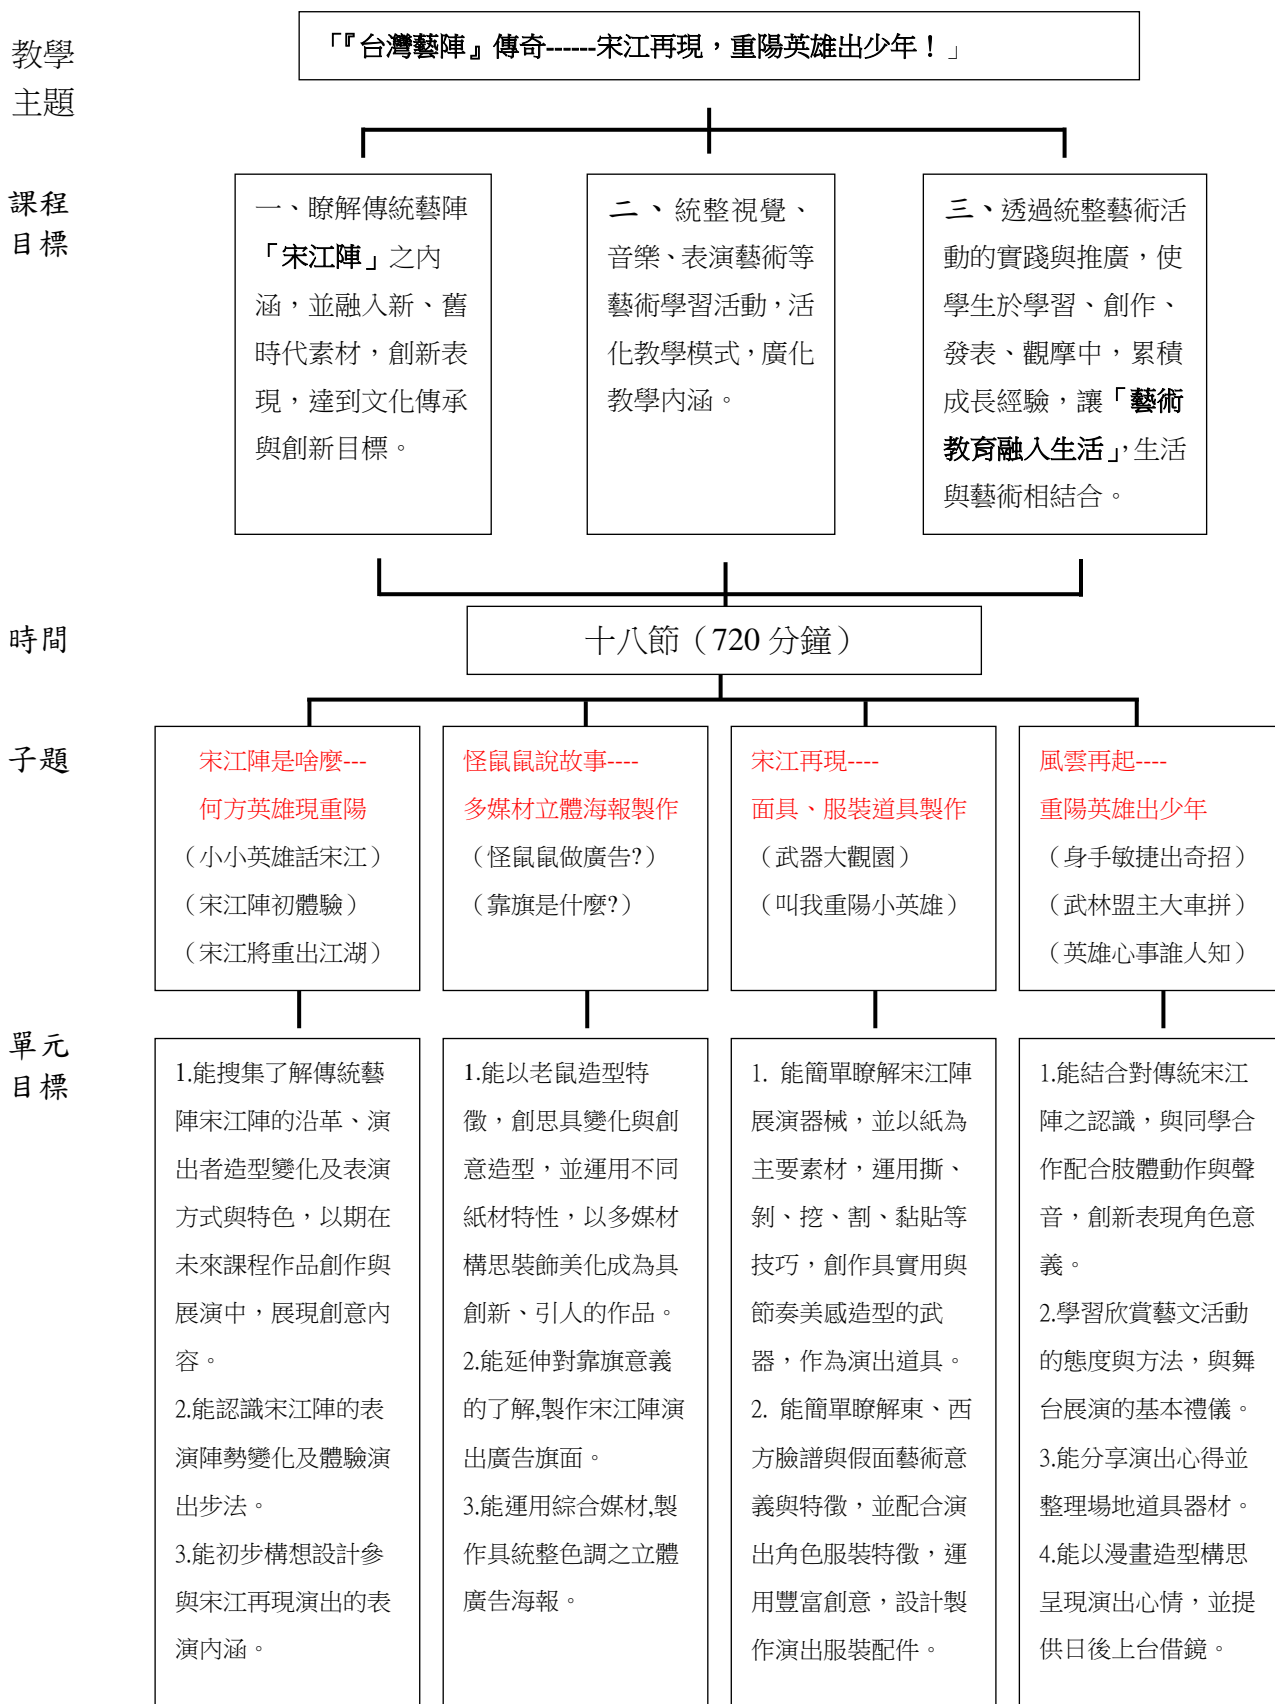 教學
主題
「『台灣藝陣』傳奇------宋江再現，重陽英雄出少年！」
課程
目標
一、瞭解傳統藝陣
「宋江陣」之內
涵，並融入新、舊
時代素材，創新表
現，達到文化傳承
與創新目標。
二、統整視覺、
音樂、表演藝術等
藝術學習活動，活
化教學模式，廣化
教學內涵。
三、透過統整藝術活
動的實踐與推廣，使
學生於學習、創作、
發表、觀摩中，累積
成長經驗，讓「藝術
教育融入生活」，生活
與藝術相結合。
時間
十八節（720 分鐘）
子題
宋江陣是啥麼---
何方英雄現重陽
（小小英雄話宋江）
（宋江陣初體驗）
（宋江將重出江湖）
怪鼠鼠說故事----
多媒材立體海報製作
（怪鼠鼠做廣告?）
（靠旗是什麼?）
宋江再現----
面具、服裝道具製作
（武器大觀園）
（叫我重陽小英雄）
風雲再起----
重陽英雄出少年
（身手敏捷出奇招）
（武林盟主大車拼）
（英雄心事誰人知）
單元
目標
1.能搜集了解傳統藝
陣宋江陣的沿革、演
出者造型變化及表演
方式與特色，以期在
未來課程作品創作與
展演中，展現創意內
容。
2.能認識宋江陣的表
演陣勢變化及體驗演
出步法。
3.能初步構想設計參
與宋江再現演出的表
演內涵。
1.能以老鼠造型特
徵，創思具變化與創
意造型，並運用不同
紙材特性，以多媒材
構思裝飾美化成為具
創新、引人的作品。
2.能延伸對靠旗意義
的了解,製作宋江陣演
出廣告旗面。
3.能運用綜合媒材,製
作具統整色調之立體
廣告海報。
1. 能簡單瞭解宋江陣
展演器械，並以紙為
主要素材，運用撕、
剝、挖、割、黏貼等
技巧，創作具實用與
節奏美感造型的武
器，作為演出道具。
2. 能簡單瞭解東、西
方臉譜與假面藝術意
義與特徵，並配合演
出角色服裝特徵，運
用豐富創意，設計製
作演出服裝配件。
1.能結合對傳統宋江
陣之認識，與同學合
作配合肢體動作與聲
音，創新表現角色意
義。
2.學習欣賞藝文活動
的態度與方法，與舞
台展演的基本禮儀。
3.能分享演出心得並
整理場地道具器材。
4.能以漫畫造型構思
呈現演出心情，並提
供日後上台借鏡。